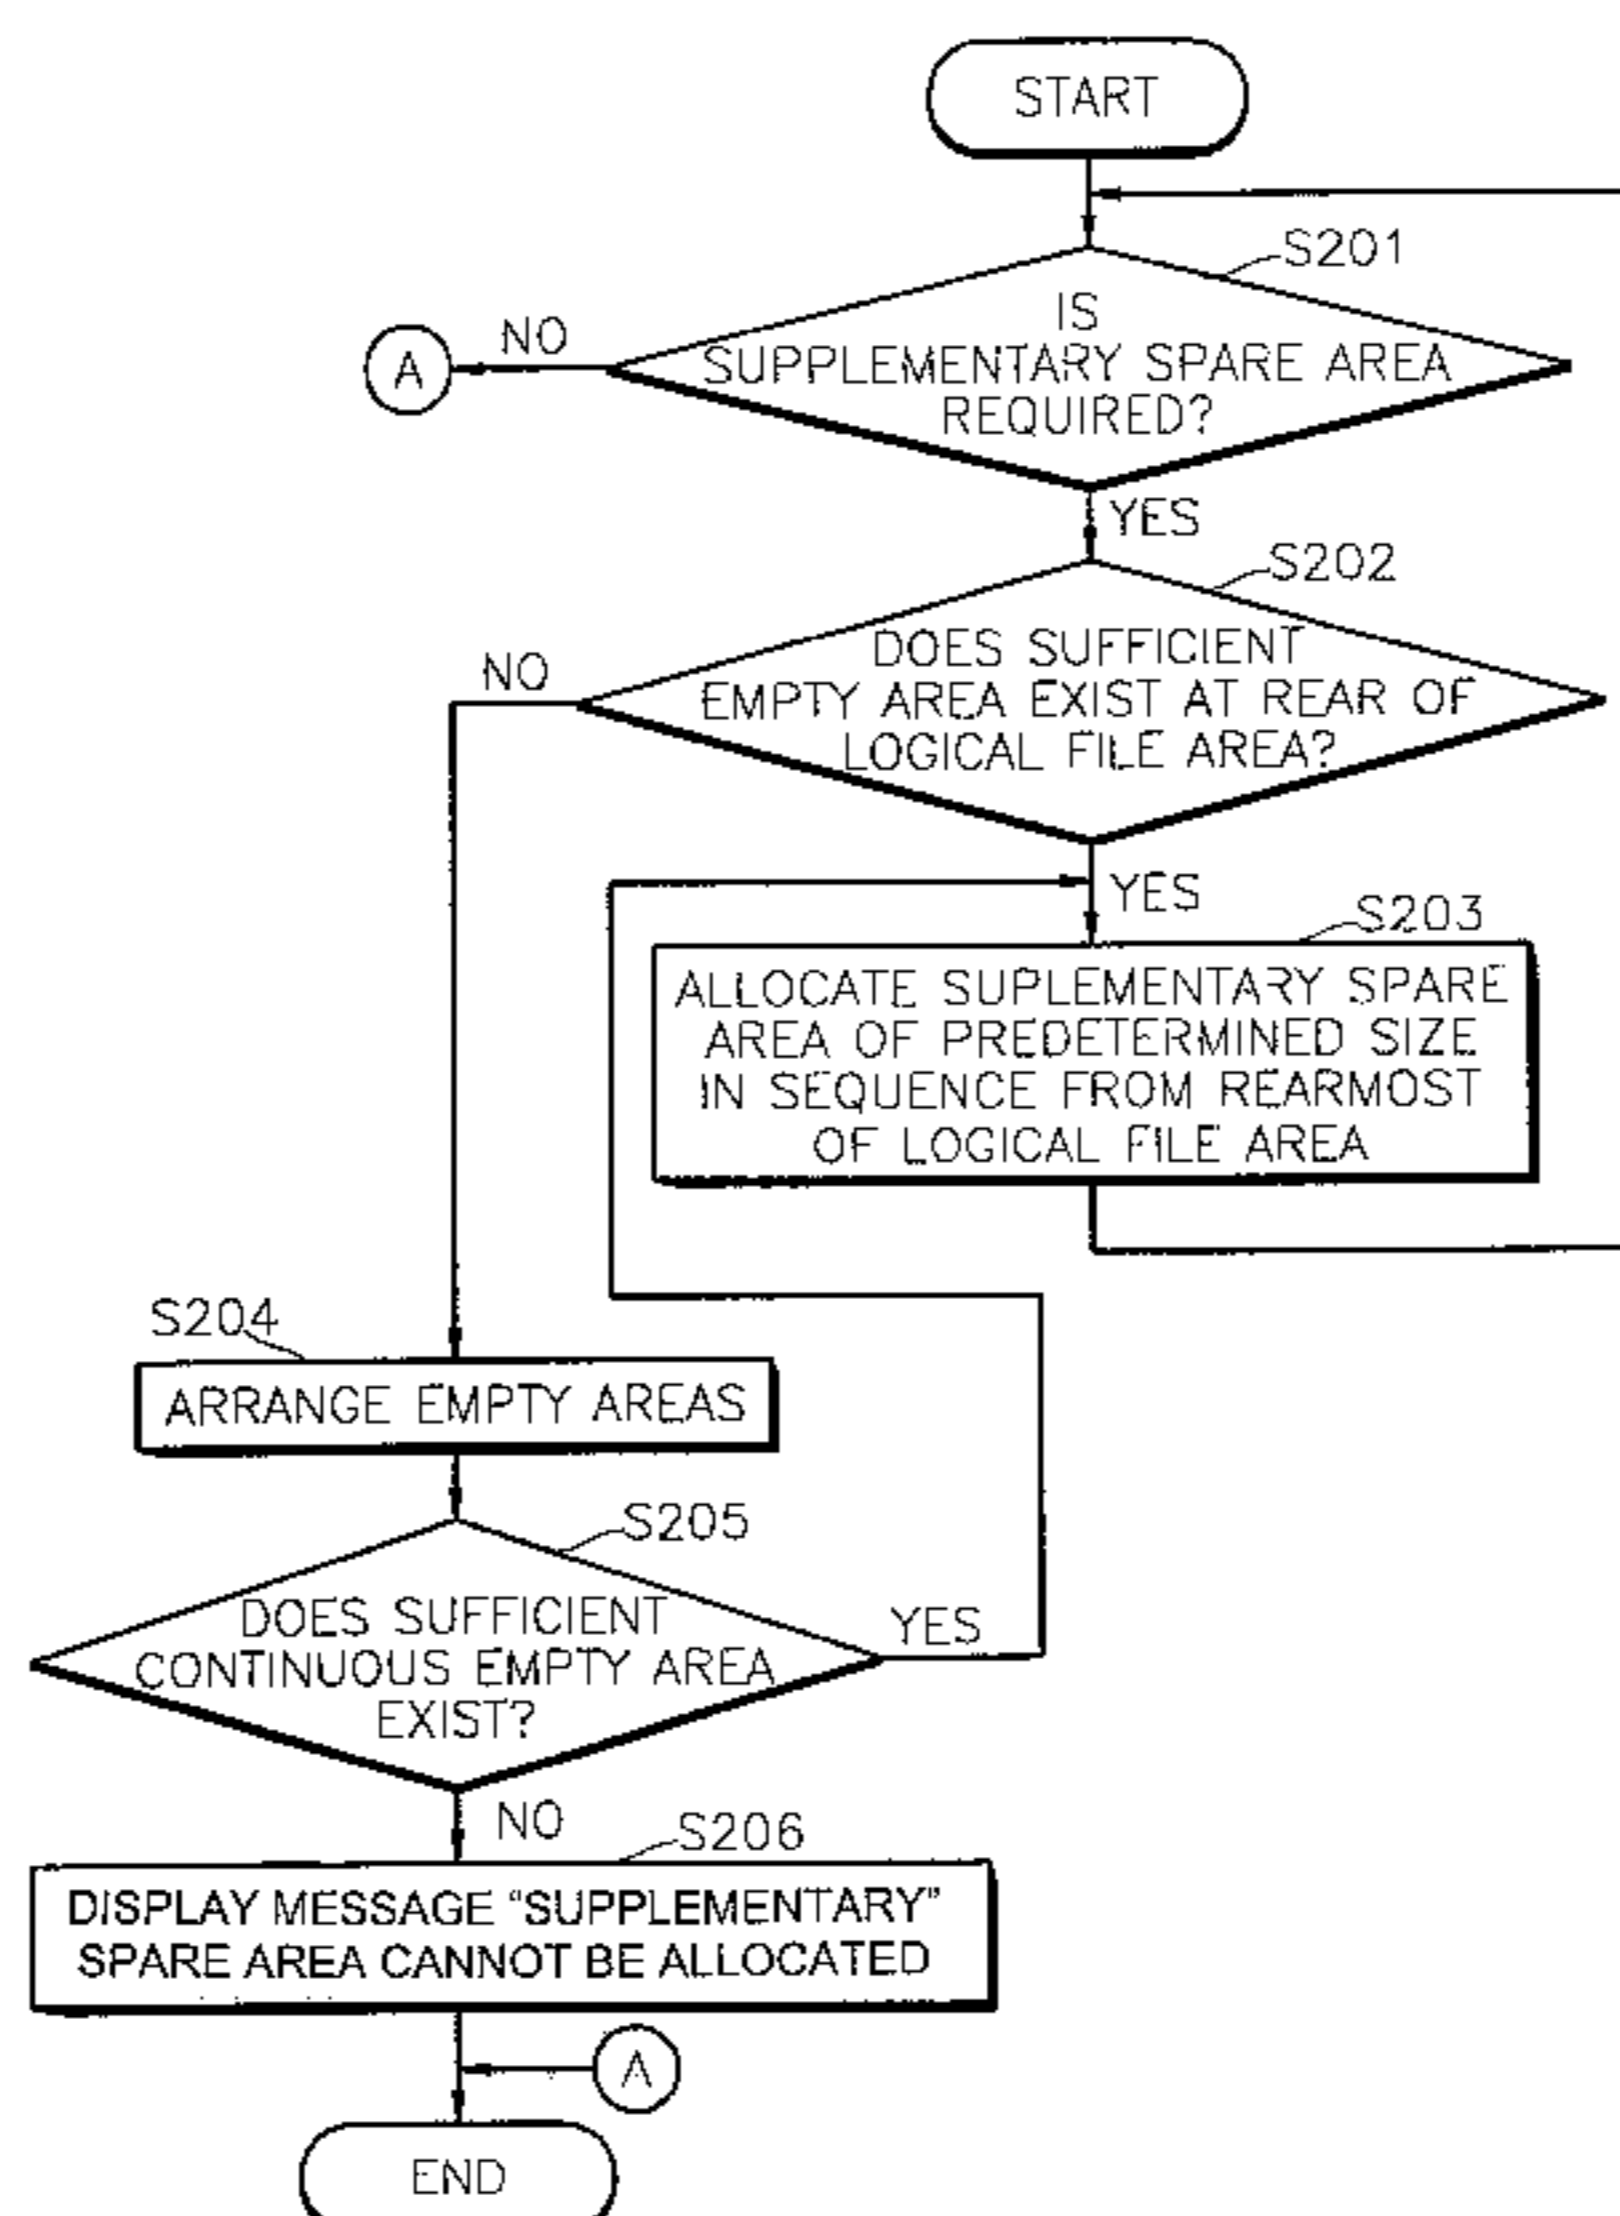 START
S201
IS
SUPPLEMENTARY SPARE AREA
REQUIRED?
NO
A
YES
S202
DOES SUFFICIENT
EMPTY AREA EXIST AT REAR OF
LOGICAL FILE AREA?
NO
YES
S203
ALLOCATE SUPLEMENTARY SPARE
AREA OF PREDETERMINED SIZE
IN SEQUENCE FROM REARMOST
OF LOGICAL FILE AREA
S204
ARRANGE EMPTY AREAS
S205
DOES SUFFICIENT
CONTINUOUS EMPTY AREA
EXIST?
YES
NO
S206
DISPLAY MESSAGE "SUPPLEMENTARY"
SPARE AREA CANNOT BE ALLOCATED
A
END